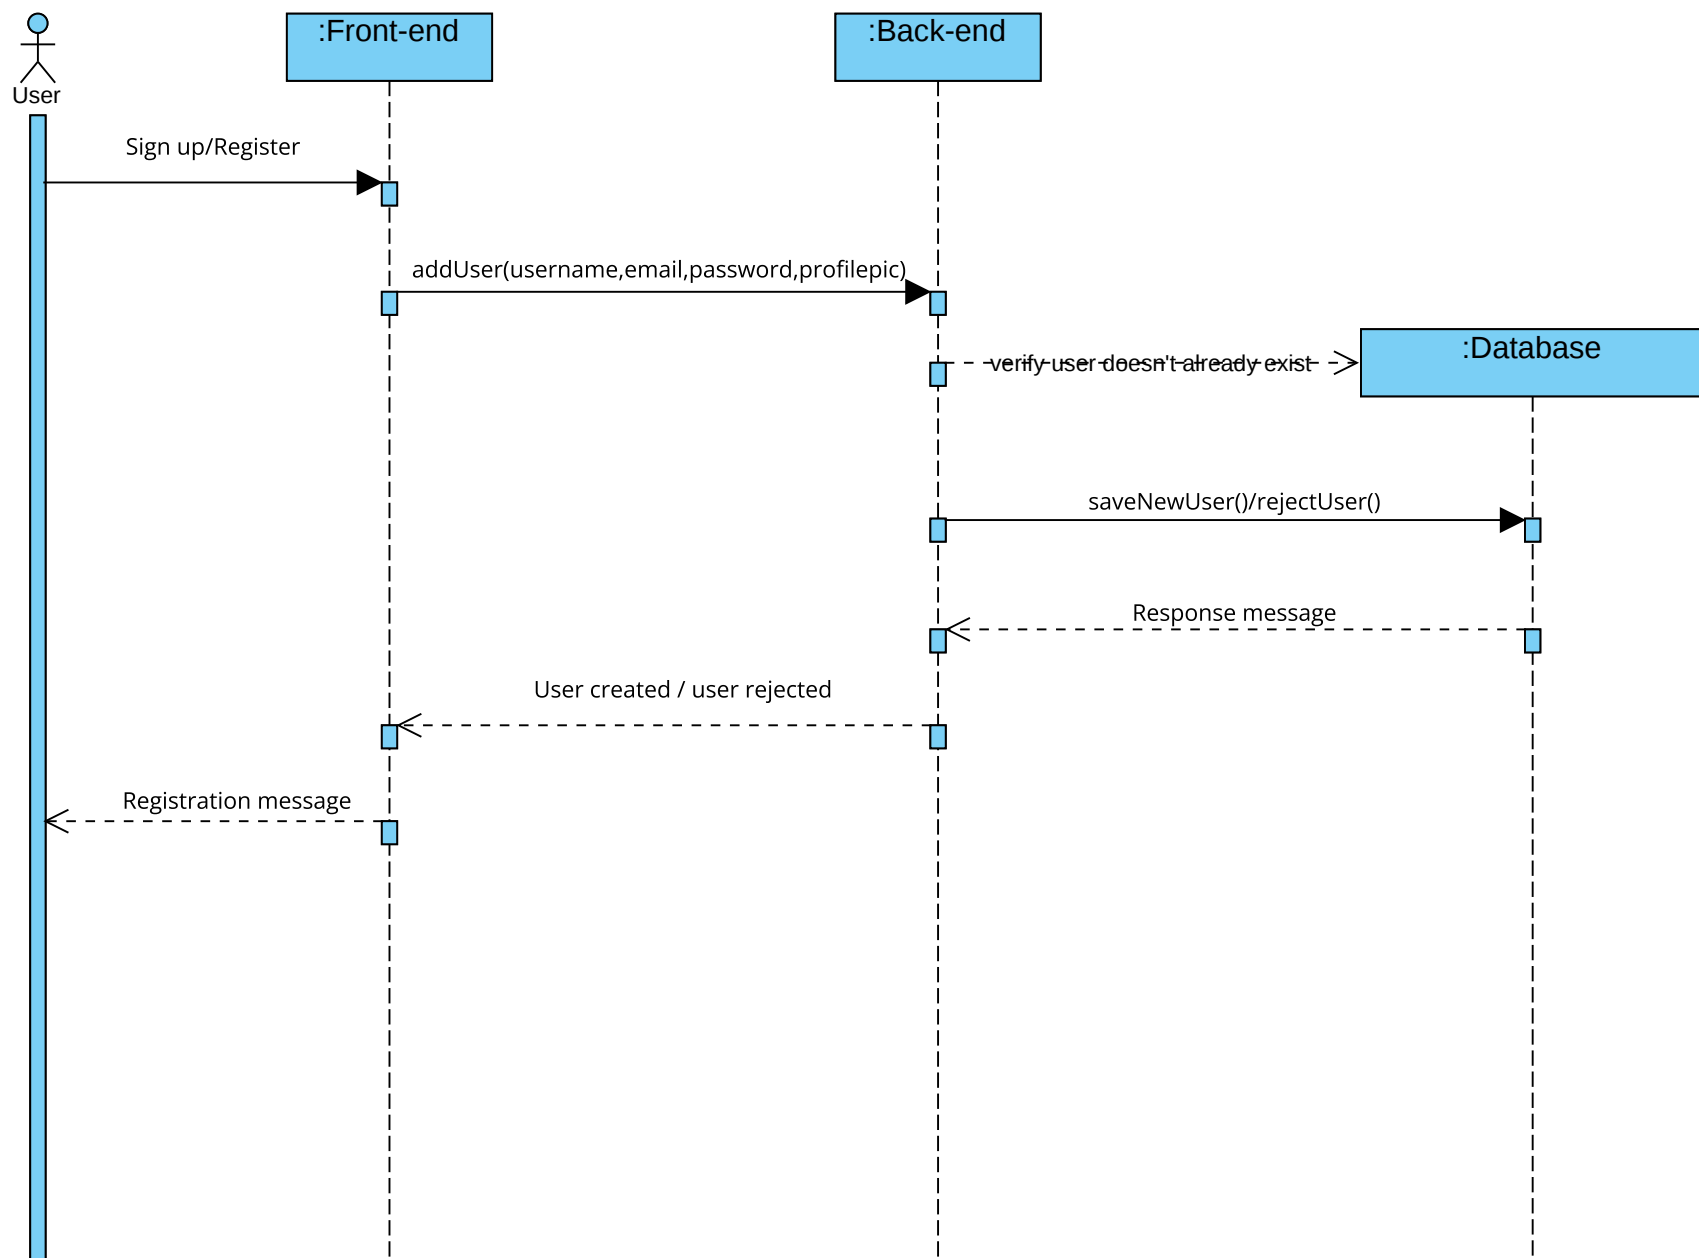 :Front-end
:Back-end
User
Sign up/Register
addUser(username,email,password,profilepic)
:Database
verify user doesn't already exist
saveNewUser()/rejectUser()
Response message
User created / user rejected
Registration message